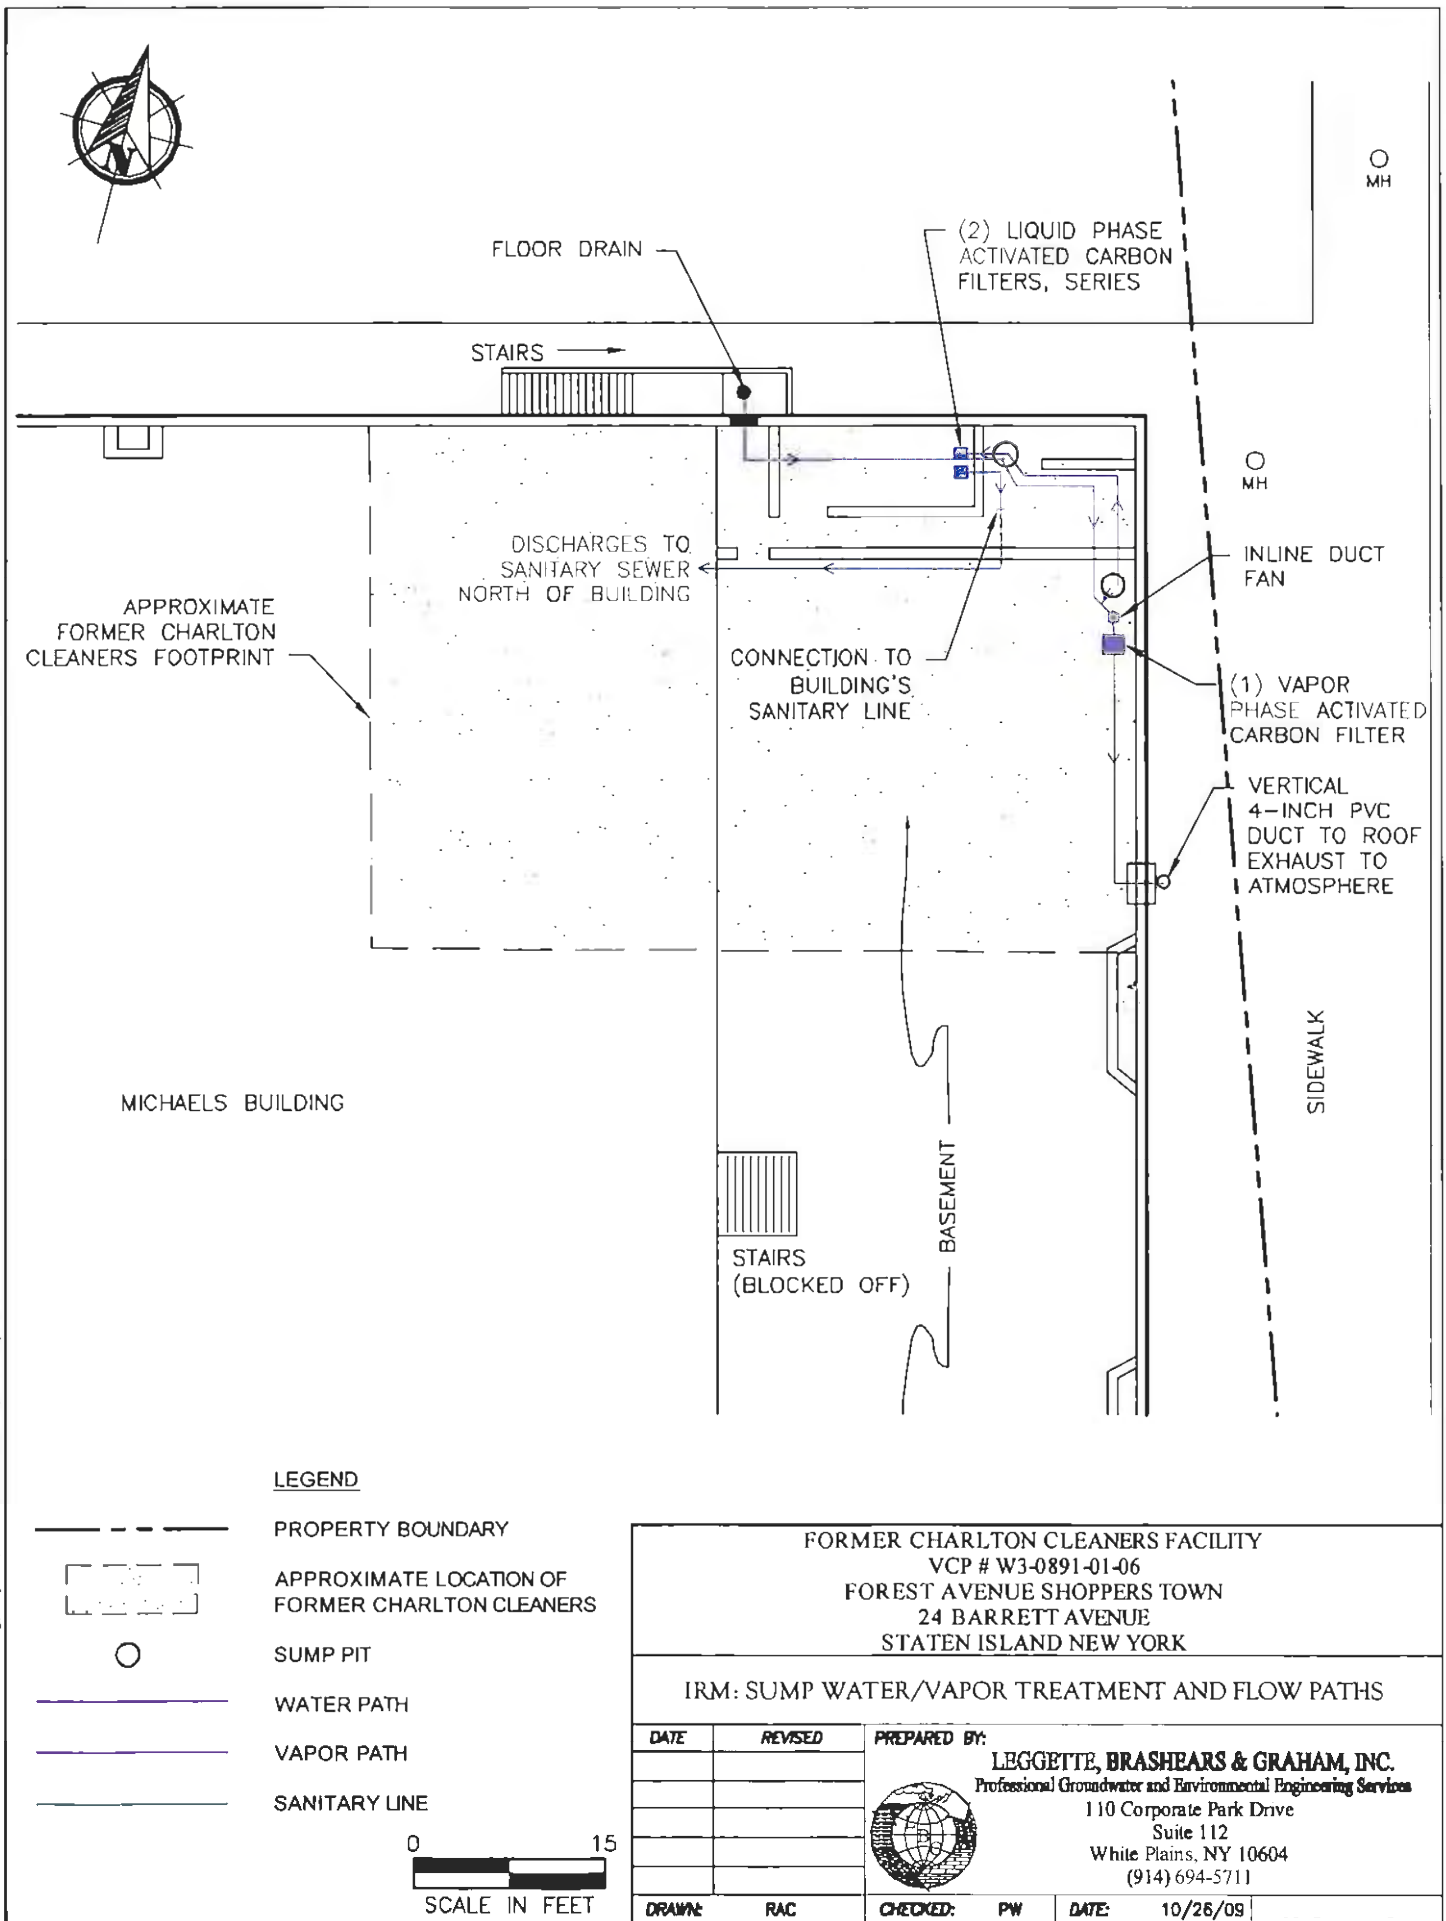 N
MH
(2) LIQUID PHASE
ACTIVATED CARBON
FILTERS, SERIES
FLOOR DRAIN
STAIRS
MH
DISCHARGES TO
SANITARY SEWER
NORTH OF BUILDING
INLINE DUCT
FAN
APPROXIMATE
FORMER CHARLTON
CLEANERS FOOTPRINT
CONNECTION TO
BUILDING'S
SANITARY LINE
(1) VAPOR
PHASE ACTIVATED
CARBON FILTER
VERTICAL
4-INCH PVC
DUCT TO ROOF
EXHAUST TO
ATMOSPHERE
SIDEWALK
MICHAELS BUILDING
BASEMENT
STAIRS
(BLOCKED OFF)
LEGEND
PROPERTY BOUNDARY
APPROXIMATE LOCATION OF
FORMER CHARLTON CLEANERS
SUMP PIT
WATER PATH
VAPOR PATH
SANITARY LINE
0 15
SCALE IN FEET
FORMER CHARLTON CLEANERS FACILITY
VCP # W3-0891-01-06
FOREST AVENUE SHOPPERS TOWN
24 BARRETT AVENUE
STATEN ISLAND NEW YORK
IRM: SUMP WATER/VAPOR TREATMENT AND FLOW PATHS
DATE REVISED PREPARED BY:
LEGGETTE, BRASHEARS & GRAHAM, INC.
Professional Groundwater and Environmental Engineering Services
110 Corporate Park Drive
Suite 112
White Plains, NY 10604
(914) 694-5711
DRAWN: RAC CHECKED: PW DATE: 10/26/09